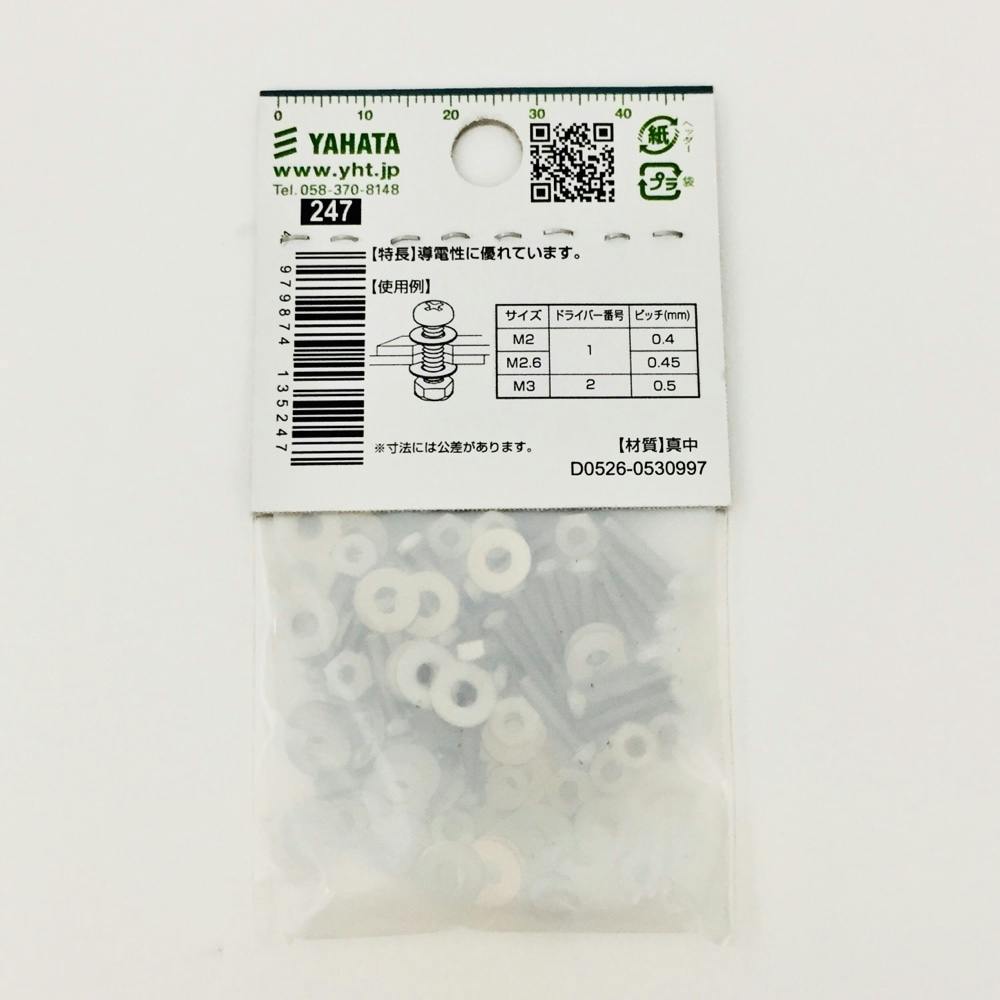 0 10 20 30 40
YAHATA
www.yht.jp
Tel.058-370-8148
247
紙
ヘッダー
プラ
袋
4 979874 135247
【特長】導電性に優れています。
【使用例】
サイズ ドライバー番号 ピッチ(mm)
M2 1 0.4
M2.6 0.45
M3 2 0.5
※寸法には公差があります。
【材質】真中
D0526-0530997